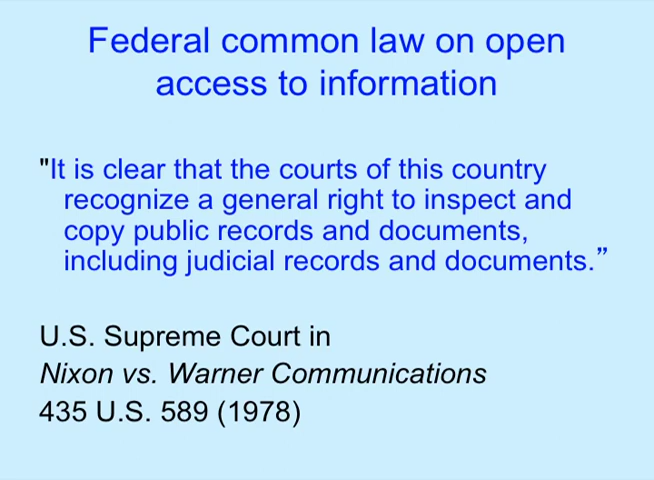 Federal common law on open
access to information
"It is clear that the courts of this country
recognize a general right to inspect and
copy public records and documents,
including judicial records and documents.”
U.S. Supreme Court in
Nixon vs. Warner Communications
435 U.S. 589 (1978)